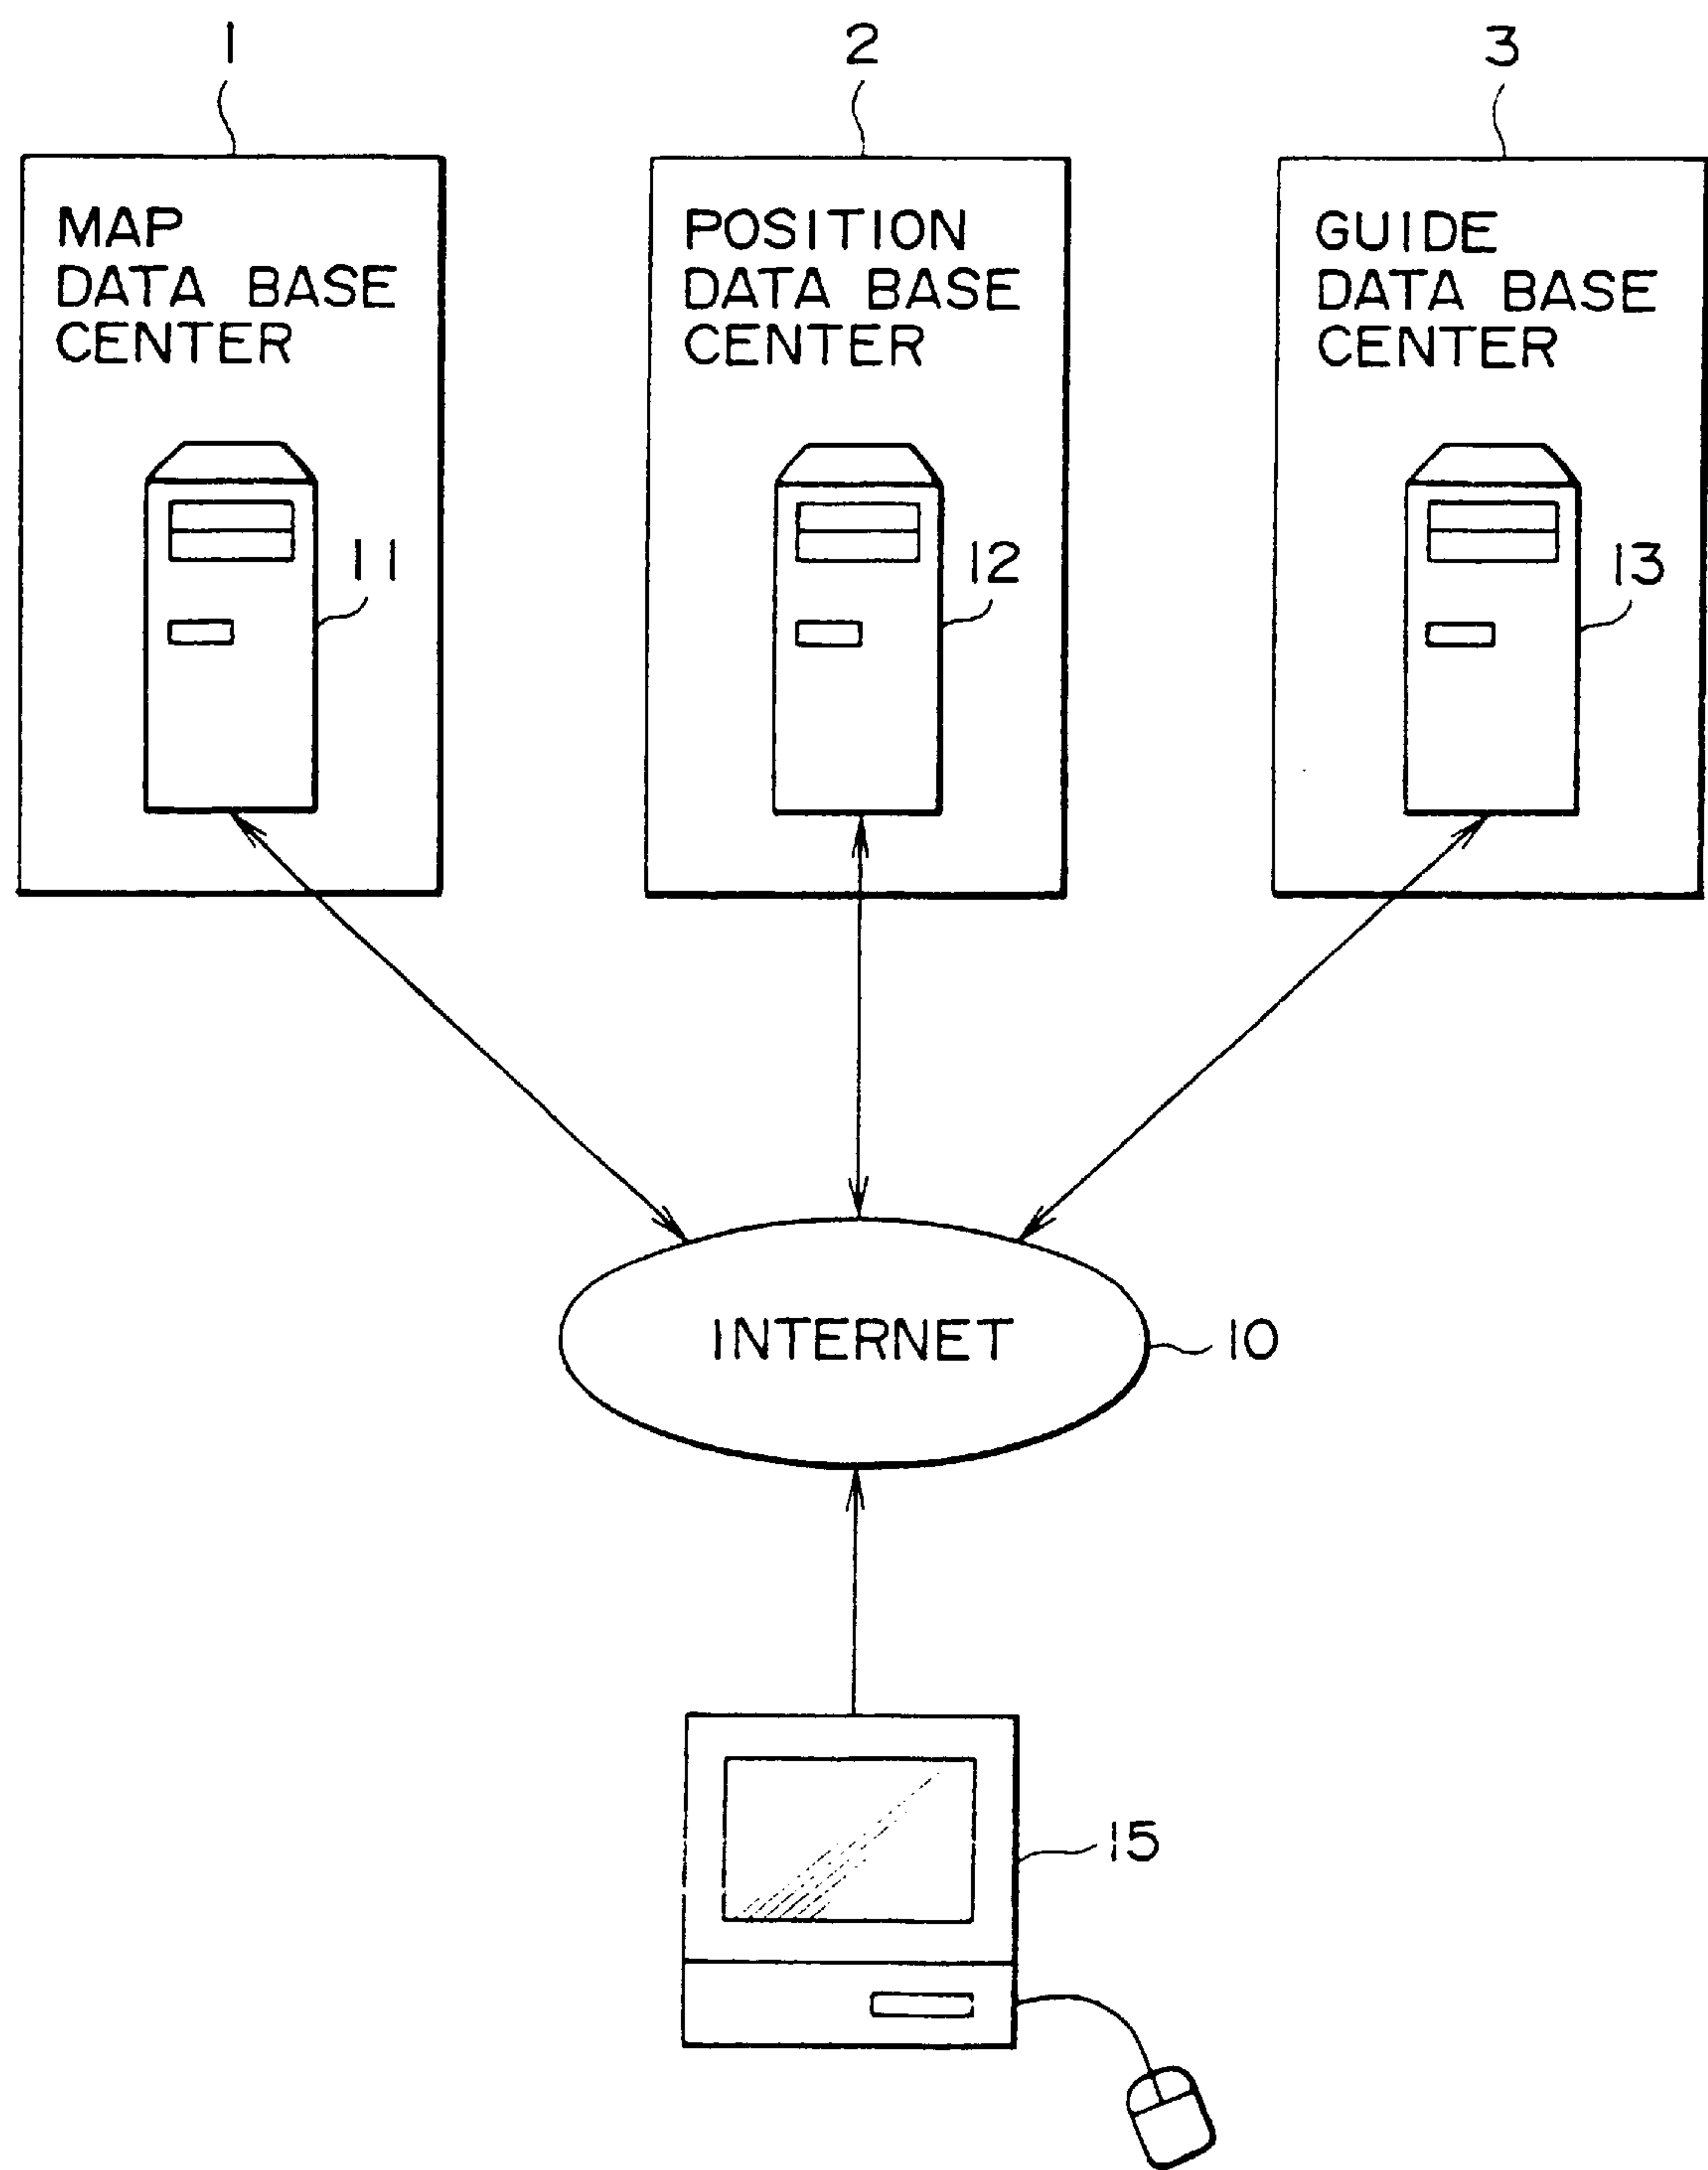 1
2
3
MAP
DATA BASE
CENTER
POSITION
DATA BASE
CENTER
GUIDE
DATA BASE
CENTER
11
12
13
INTERNET
10
15